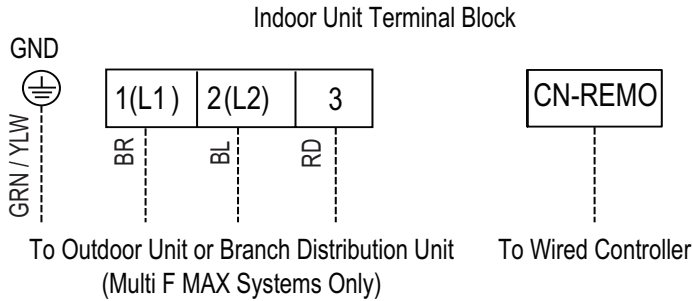 Indoor Unit Terminal Block
GND
1(L1) 2(L2) 3
CN-REMO
GRN / YLW
BR
BL
RD
To Outdoor Unit or Branch Distribution Unit
(Multi F MAX Systems Only)
To Wired Controller